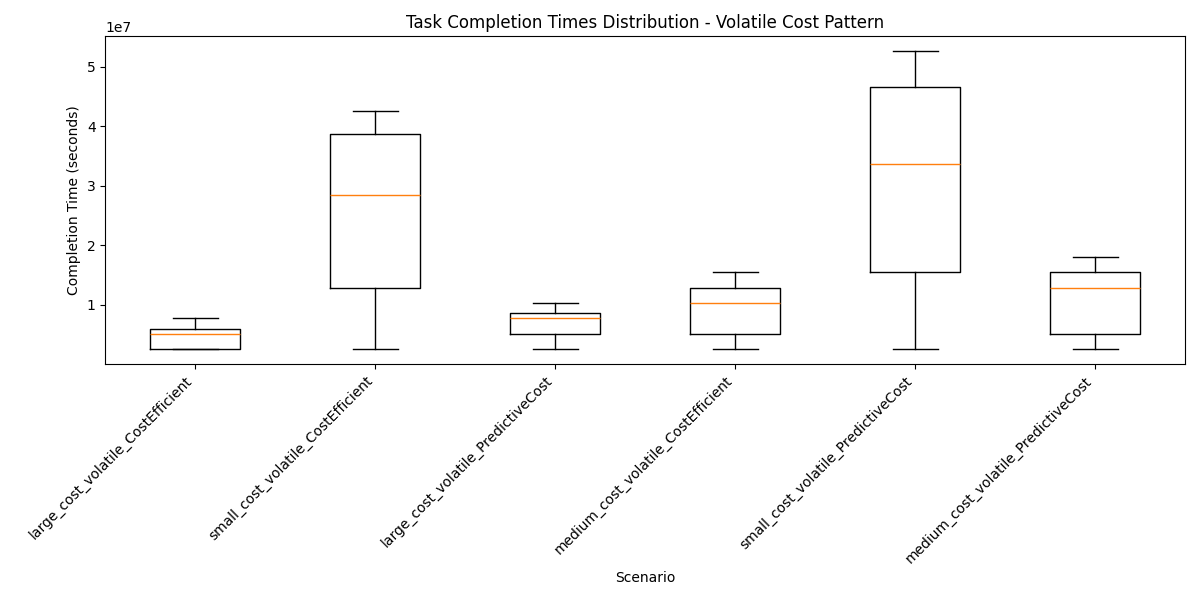 Task Completion Times Distribution - Volatile Cost Pattern
1e7
5
4
3
2
1
Completion Time (seconds)
large_cost_volatile_CostEfficient
small_cost_volatile_CostEfficient
large_cost_volatile_PredictiveCost
medium_cost_volatile_CostEfficient
small_cost_volatile_PredictiveCost
medium_cost_volatile_PredictiveCost
Scenario